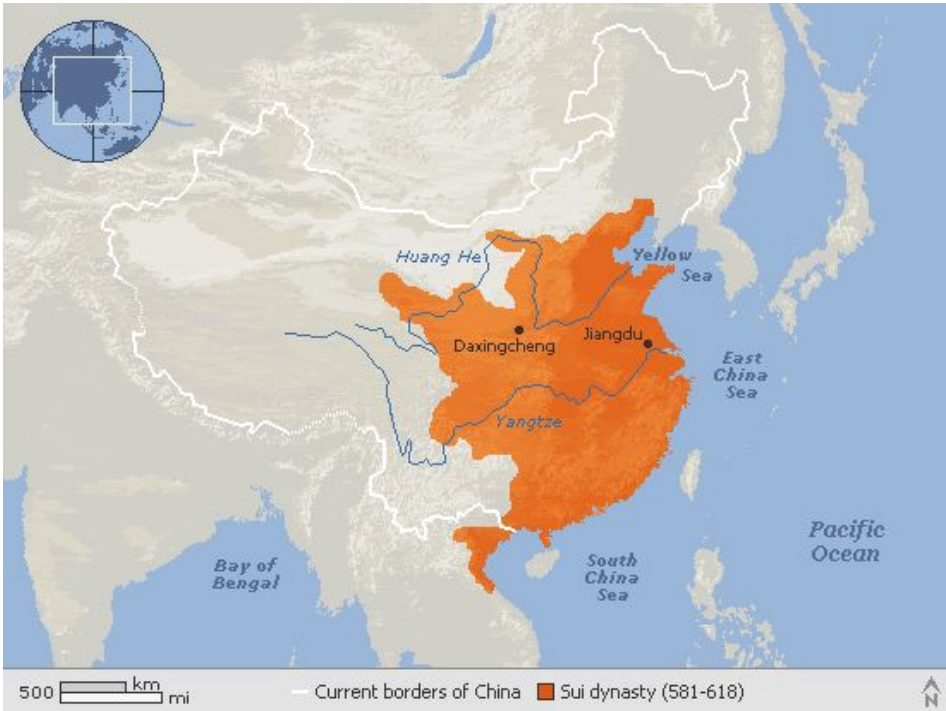 Huang He
Yellow
Sea
Daxingcheng
Jiangdu
East
China
Sea
Yangtze
Pacific
Ocean
Bay of
Bengal
South
China
Sea
500 km
mi
Current borders of China
Sui dynasty (581-618)
N